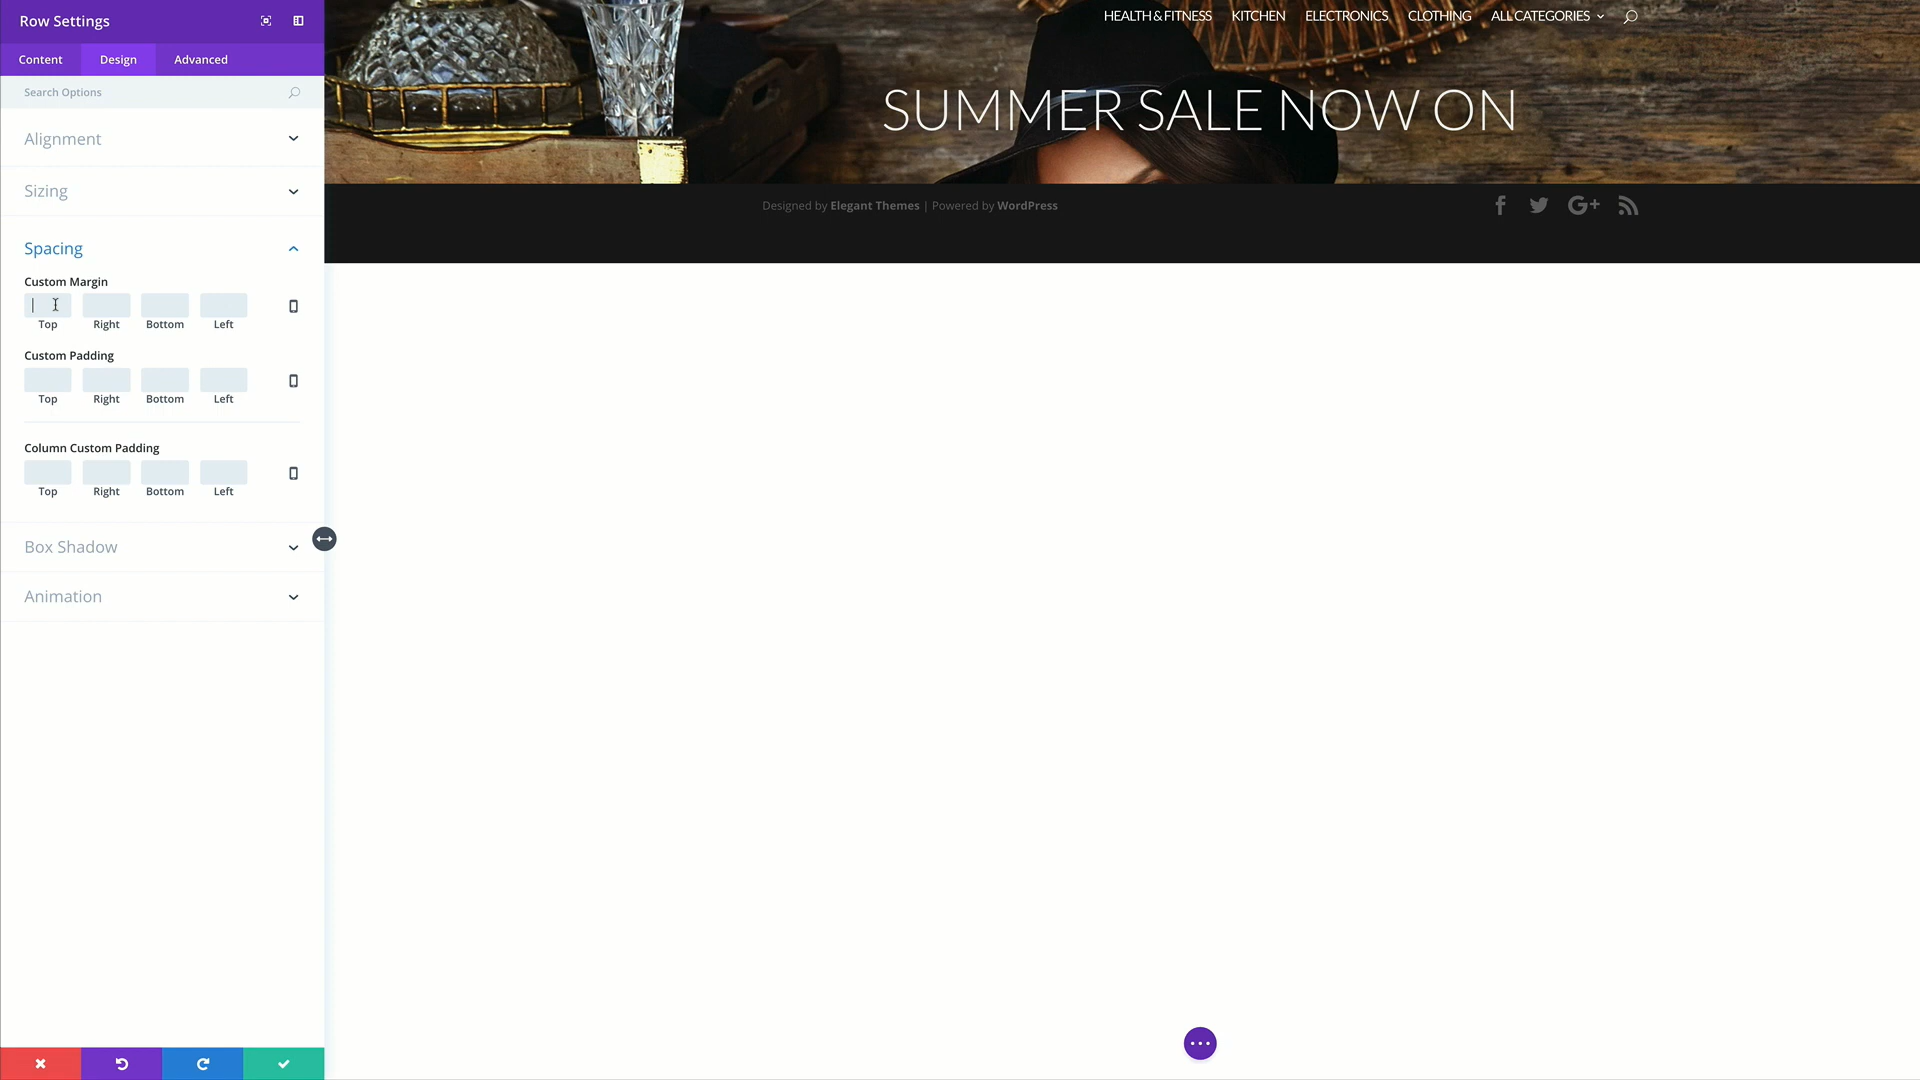 Row Settings
Content Design Advanced
Search Options
Alignment
Sizing
Spacing
Custom Margin
Top Right Bottom Left
Custom Padding
Top Right Bottom Left
Column Custom Padding
Top Right Bottom Left
Box Shadow
Animation
HEALTH & FITNESS KITCHEN ELECTRONICS CLOTHING ALL CATEGORIES
SUMMER SALE NOW ON
Designed by Elegant Themes | Powered by WordPress
G+